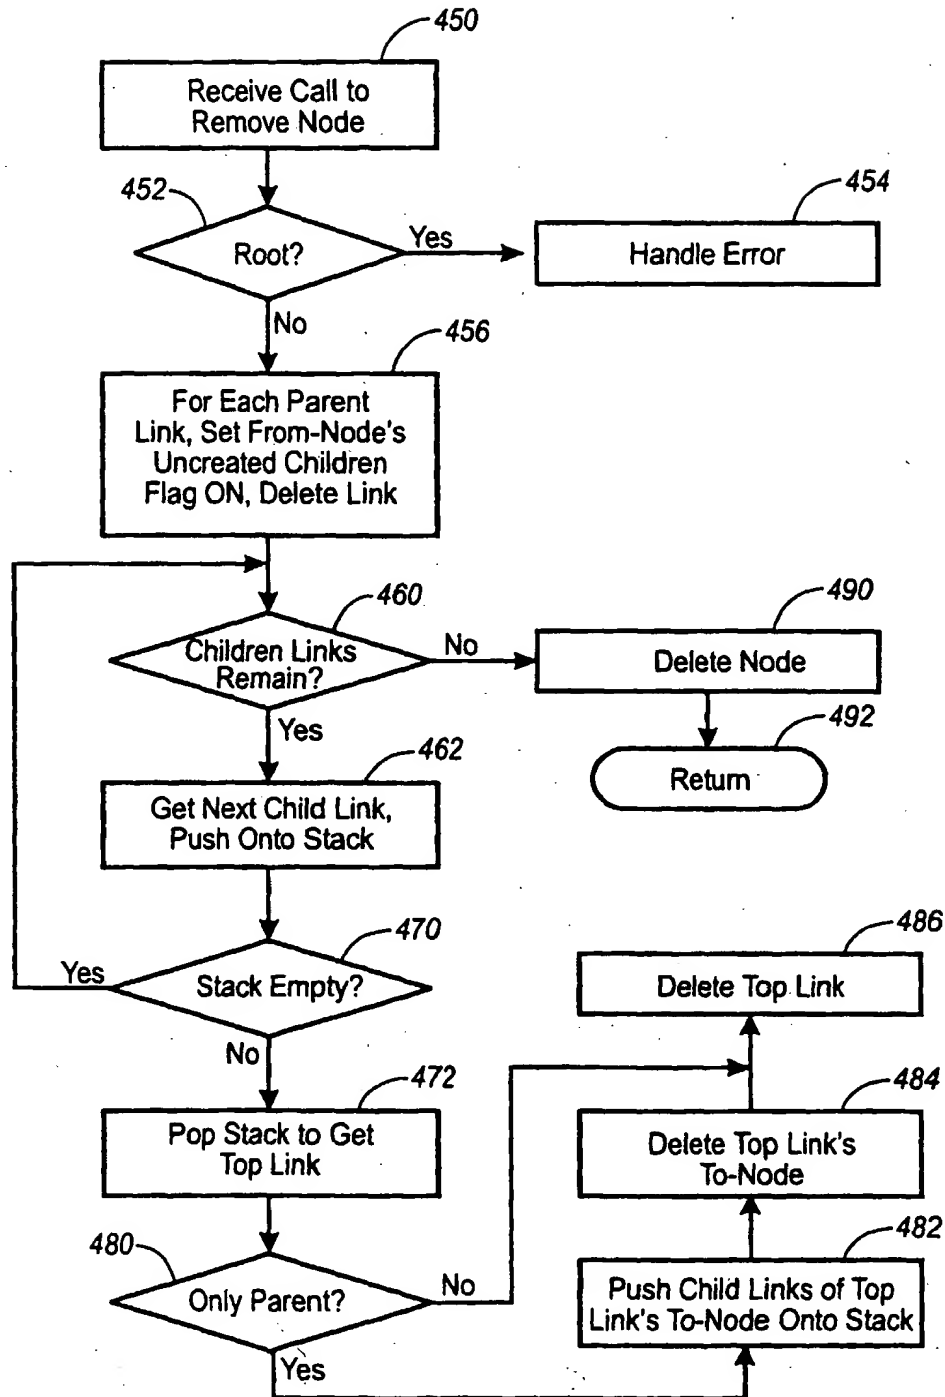 450
Receive Call to
Remove Node
452
Root?
Yes
454
Handle Error
No
456
For Each Parent
Link, Set From-Node's
Uncreated Children
Flag ON, Delete Link
460
Children Links
Remain?
No
490
Delete Node
Yes
492
Return
462
Get Next Child Link,
Push Onto Stack
470
Stack Empty?
Yes
No
486
Delete Top Link
472
Pop Stack to Get
Top Link
484
Delete Top Link's
To-Node
480
Only Parent?
No
482
Push Child Links of Top
Link's To-Node Onto Stack
Yes